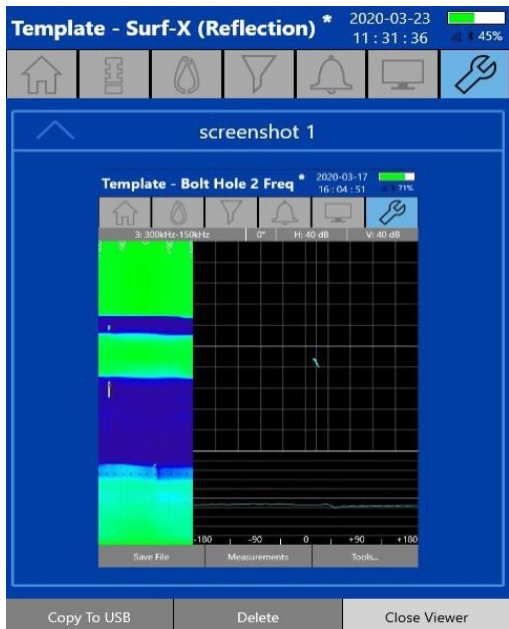 Template - Surf-X (Reflection) * 2020-03-23
11 : 31 : 36
45%
screenshot 1
Template - Bolt Hole 2 Freq * 2020-03-17
16 : 04 : 51
71%
3: 300kHz-150kHz 0° H: 40 dB V: 40 dB
-180 -90 0 +90 +180
Save File Measurements Tools...
Copy To USB Delete Close Viewer